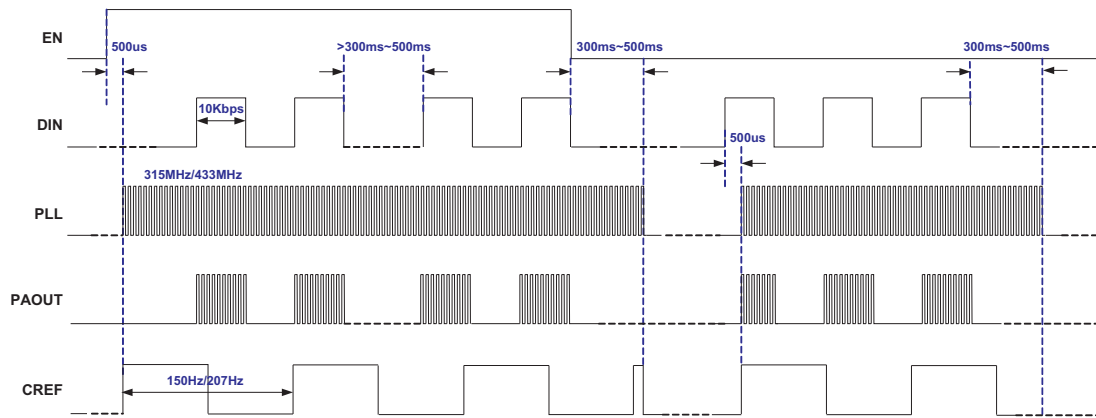 EN
500us
>300ms~500ms
300ms~500ms
300ms~500ms
DIN
10Kbps
500us
315MHz/433MHz
PLL
PAOUT
150Hz/207Hz
CREF